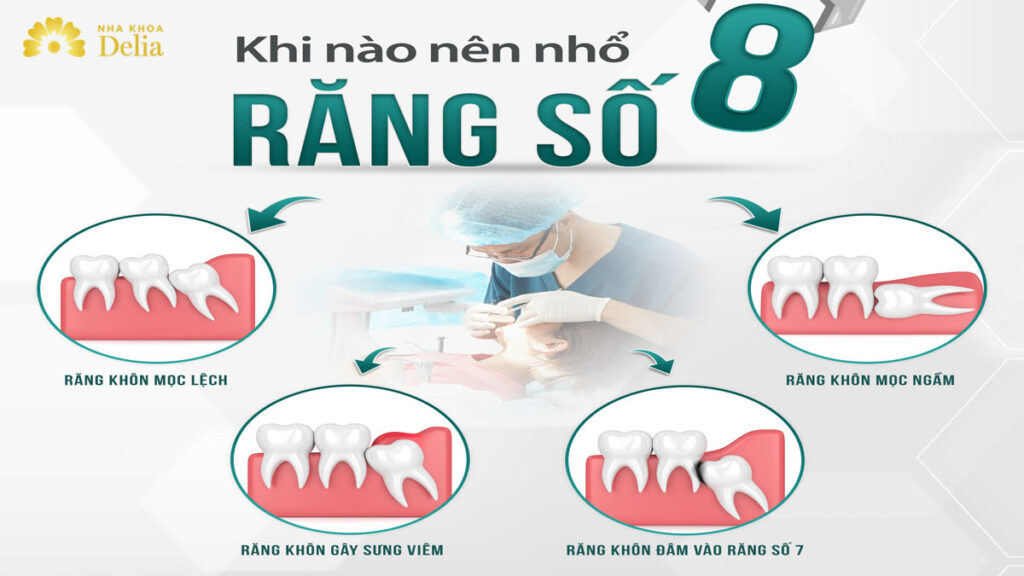 NHA KHOA
Delia
Khi nào nên nhổ
RĂNG SỐ 8
RĂNG KHÔN MỌC LỆCH
RĂNG KHÔN MỌC NGẦM
RĂNG KHÔN GÂY SƯNG VIÊM
RĂNG KHÔN ĐÂM VÀO RĂNG SỐ 7